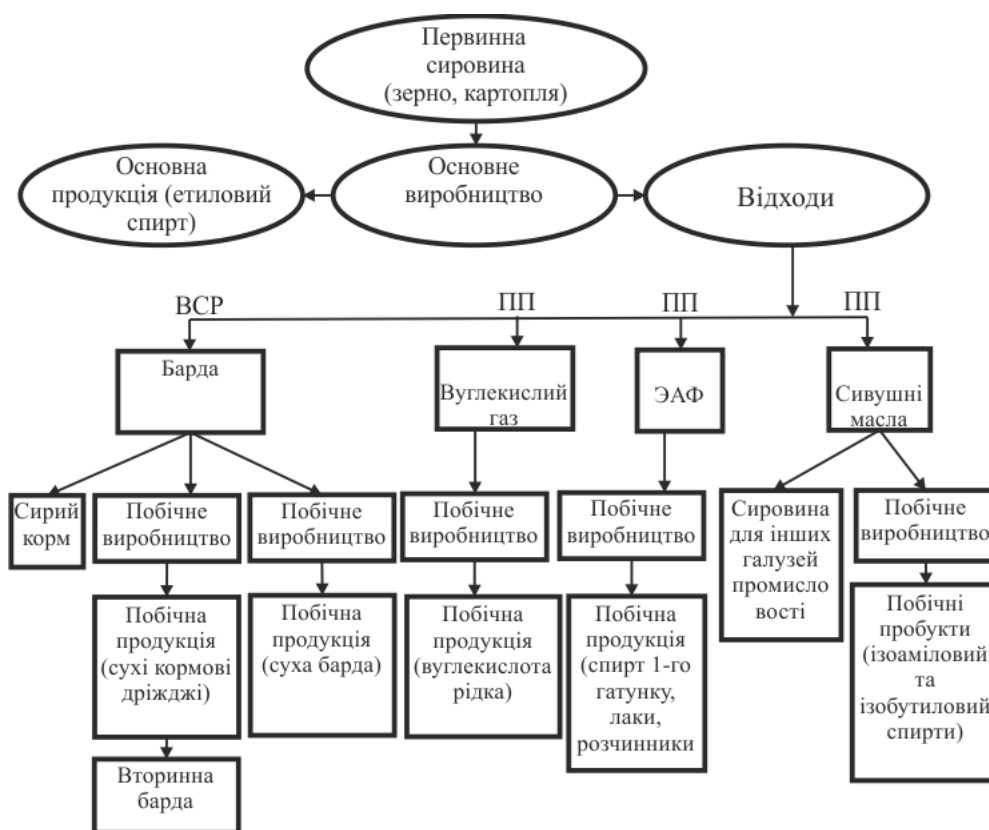 Первинна
сировина
(зерно, картопля)
Основна
продукція (етиловий
спирт)
Основне
виробництво
Відходи
ВСР
ПП
ПП
ПП
Барда
Вуглекислий
газ
ЭАФ
Сивушні
масла
Сирий
корм
Побічне
виробництво
Побічне
виробництво
Побічне
виробництво
Побічне
виробництво
Сировина
для інших
галузей
промисло
вості
Побічне
виробництво
Побічна
продукція
(сухі кормові
дріжджі)
Побічна
продукція
(суха барда)
Побічна
продукція
(вуглекислота
рідка)
Побічна
продукція
(спирт 1-го
гатунку,
лаки,
розчинники
Побічні
пробукти
(ізоаміловий
та
ізобутиловий
спирти)
Вторинна
барда